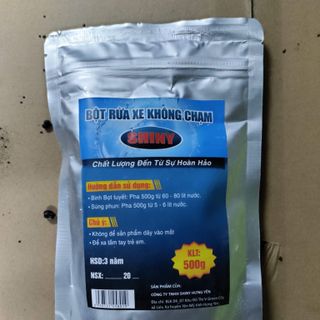 BỘT RỬA XE KHÔNG CHẠM
SHINY
Chất Lượng Đến Từ Sự Hoàn Hảo
Hướng dẫn sử dụng:
- Bình Bọt tuyết: Pha 500g từ 60 - 80 lít nước.
- Súng phun: Pha 500g từ 5 - 6 lít nước.
Chú ý:
- Không để sản phẩm dây vào mắt
- Để xa tầm tay trẻ em.
KLT:
500g
HSD:3 năm
NSX: ............ 20 ....
SẢN PHẨM CỦA:
CÔNG TY TNHH SHINY HƯNG YÊN